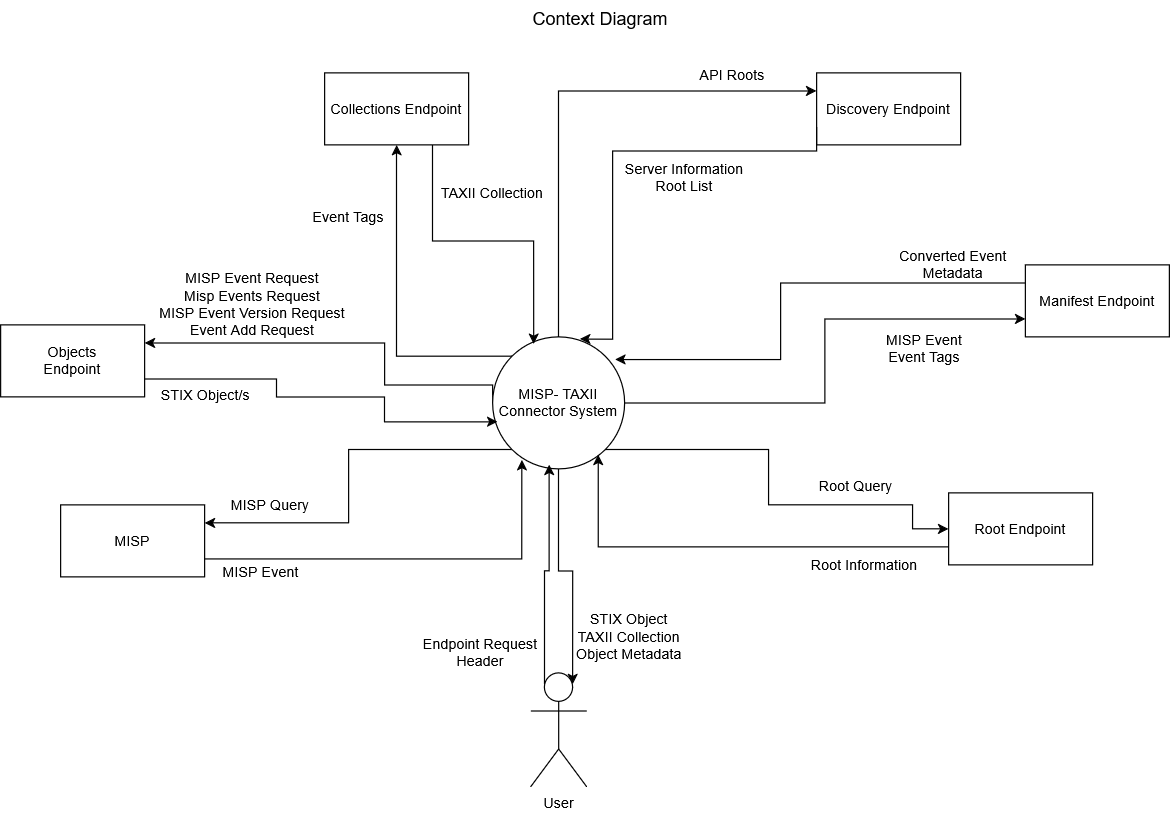 Context Diagram
API Roots
Collections Endpoint
Discovery Endpoint
Server Information
Root List
TAXII Collection
Event Tags
Converted Event
Metadata
MISP Event Request
Misp Events Request
MISP Event Version Request
Event Add Request
Manifest Endpoint
MISP Event
Event Tags
Objects
Endpoint
STIX Object/s
MISP- TAXII
Connector System
MISP Query
Root Query
MISP
Root Endpoint
MISP Event
Root Information
Endpoint Request
Header
STIX Object
TAXII Collection
Object Metadata
User